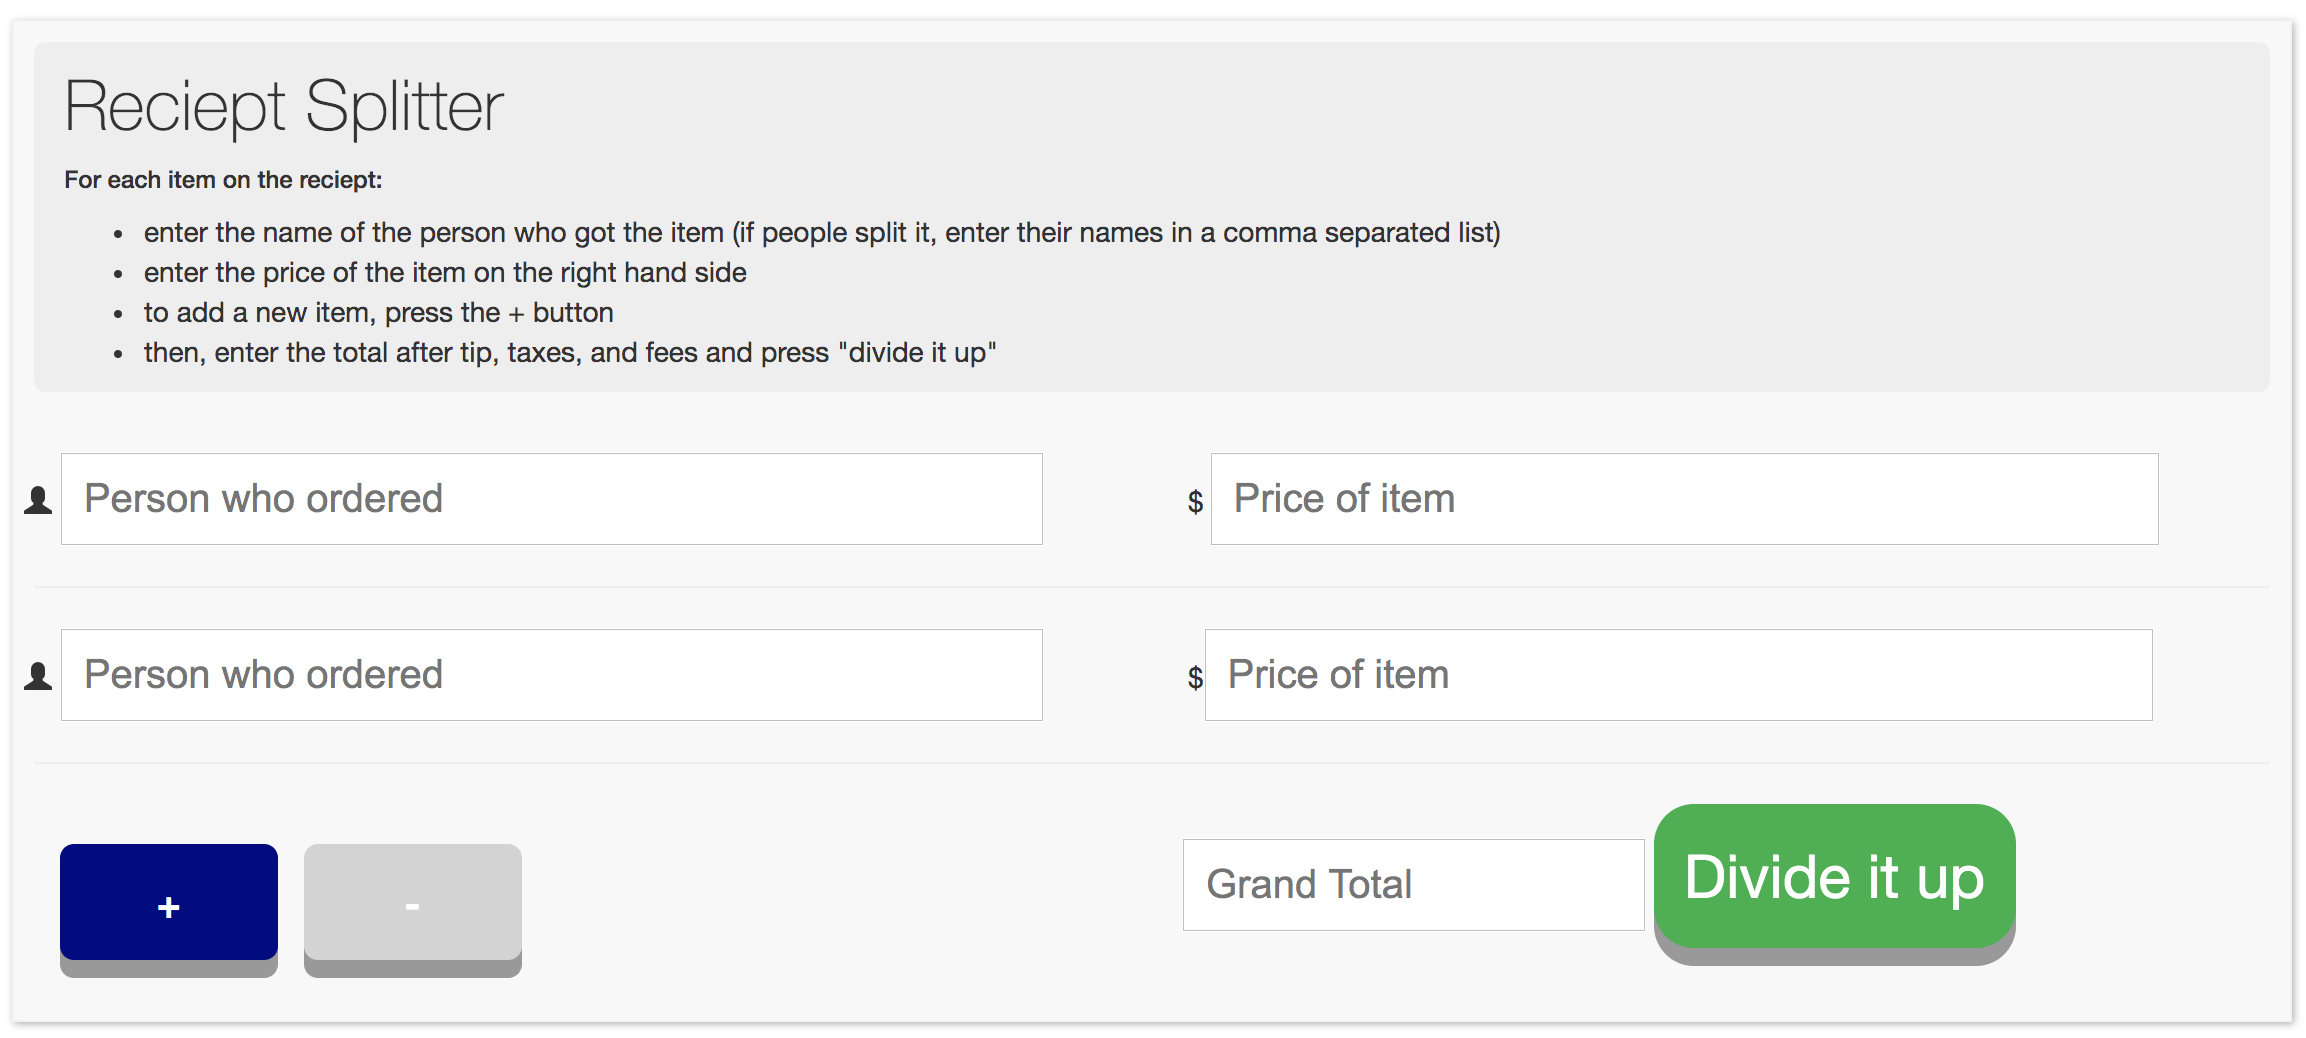 Reciept Splitter
For each item on the reciept:
• enter the name of the person who got the item (if people split it, enter their names in a comma separated list)
• enter the price of the item on the right hand side
• to add a new item, press the + button
• then, enter the total after tip, taxes, and fees and press "divide it up"
Person who ordered $ Price of item
Person who ordered $ Price of item
+ - Grand Total Divide it up